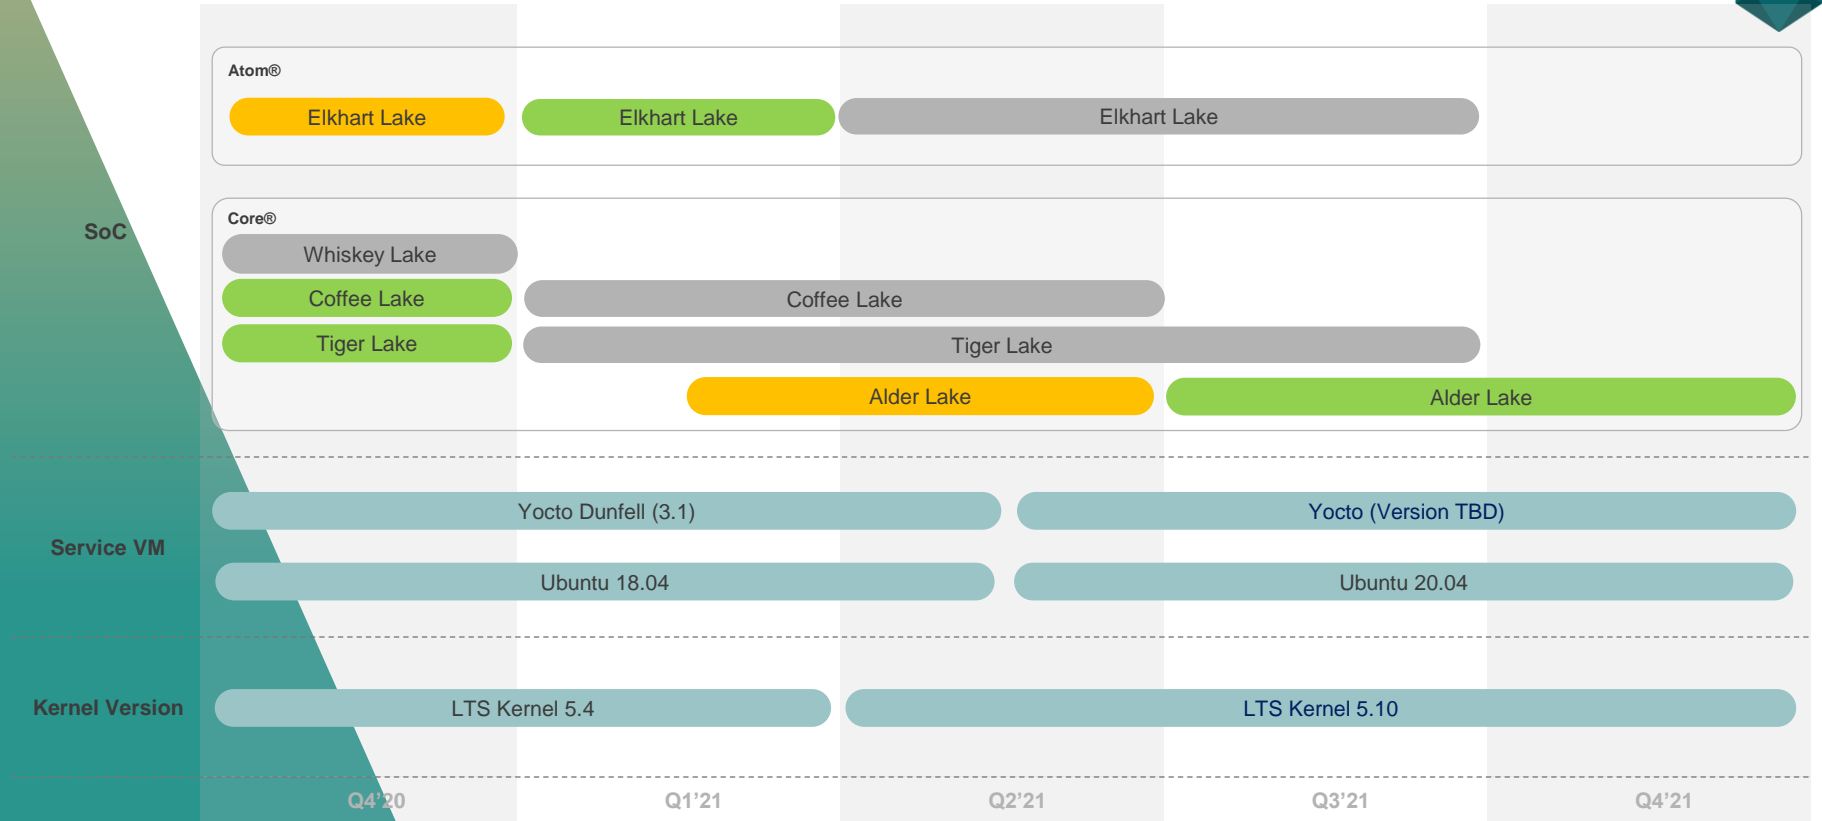 Atom®
Elkhart Lake
Elkhart Lake
Elkhart Lake
SoC
Core®
Whiskey Lake
Coffee Lake
Coffee Lake
Tiger Lake
Tiger Lake
Alder Lake
Alder Lake
Service VM
Yocto Dunfell (3.1)
Yocto (Version TBD)
Ubuntu 18.04
Ubuntu 20.04
Kernel Version
LTS Kernel 5.4
LTS Kernel 5.10
Q4’20
Q1’21
Q2’21
Q3’21
Q4’21